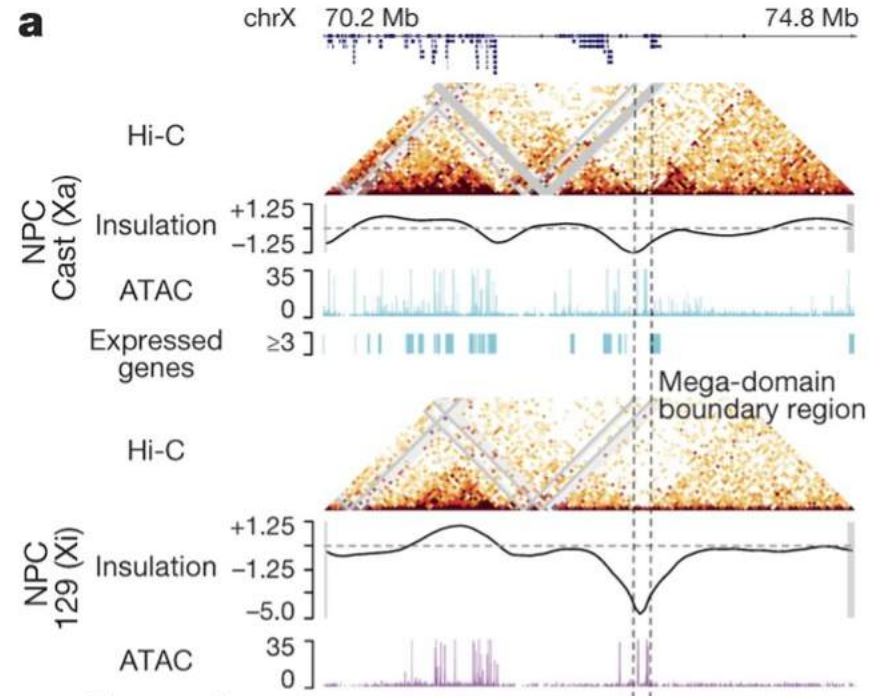 a
chrX 70.2 Mb 74.8 Mb
Hi-C
NPC
Cast (Xa)
Insulation
+1.25
−1.25
ATAC
35
0
Expressed
genes
≥3
Mega-domain
boundary region
Hi-C
NPC
129 (Xi)
Insulation
+1.25
−1.25
−5.0
ATAC
35
0